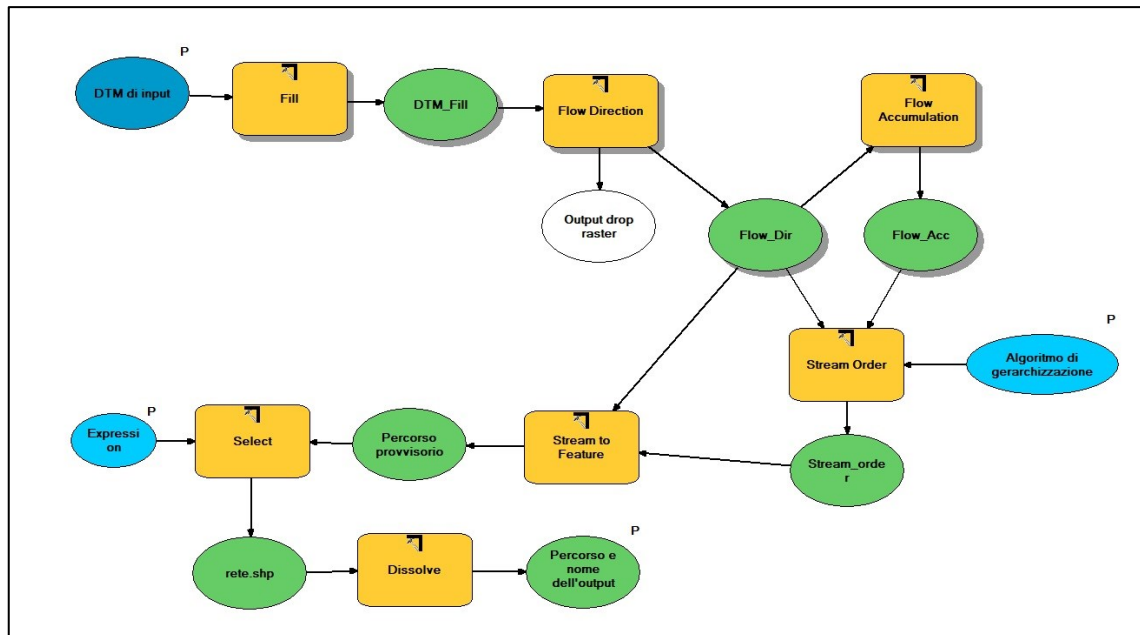 P
DTM di input
Fill
DTM_Fill
Flow Direction
Flow
Accumulation
Output drop
raster
Flow_Dir
Flow_Acc
P
Stream Order
Algoritmo di
gerarchizzazione
P
Expressi
on
Select
Percorso
provvisorio
Stream to
Feature
Stream_orde
r
P
rete.shp
Dissolve
Percorso e
nome
dell'output